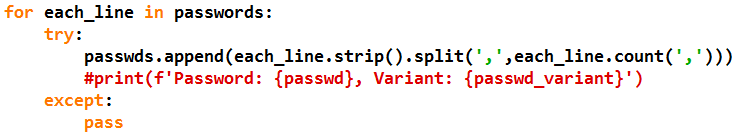 for each_line in passwords:
    try:
        passwds.append(each_line.strip().split(',',each_line.count(',')))
        #print(f'Password: {passwd}, Variant: {passwd_variant}')
    except:
        pass